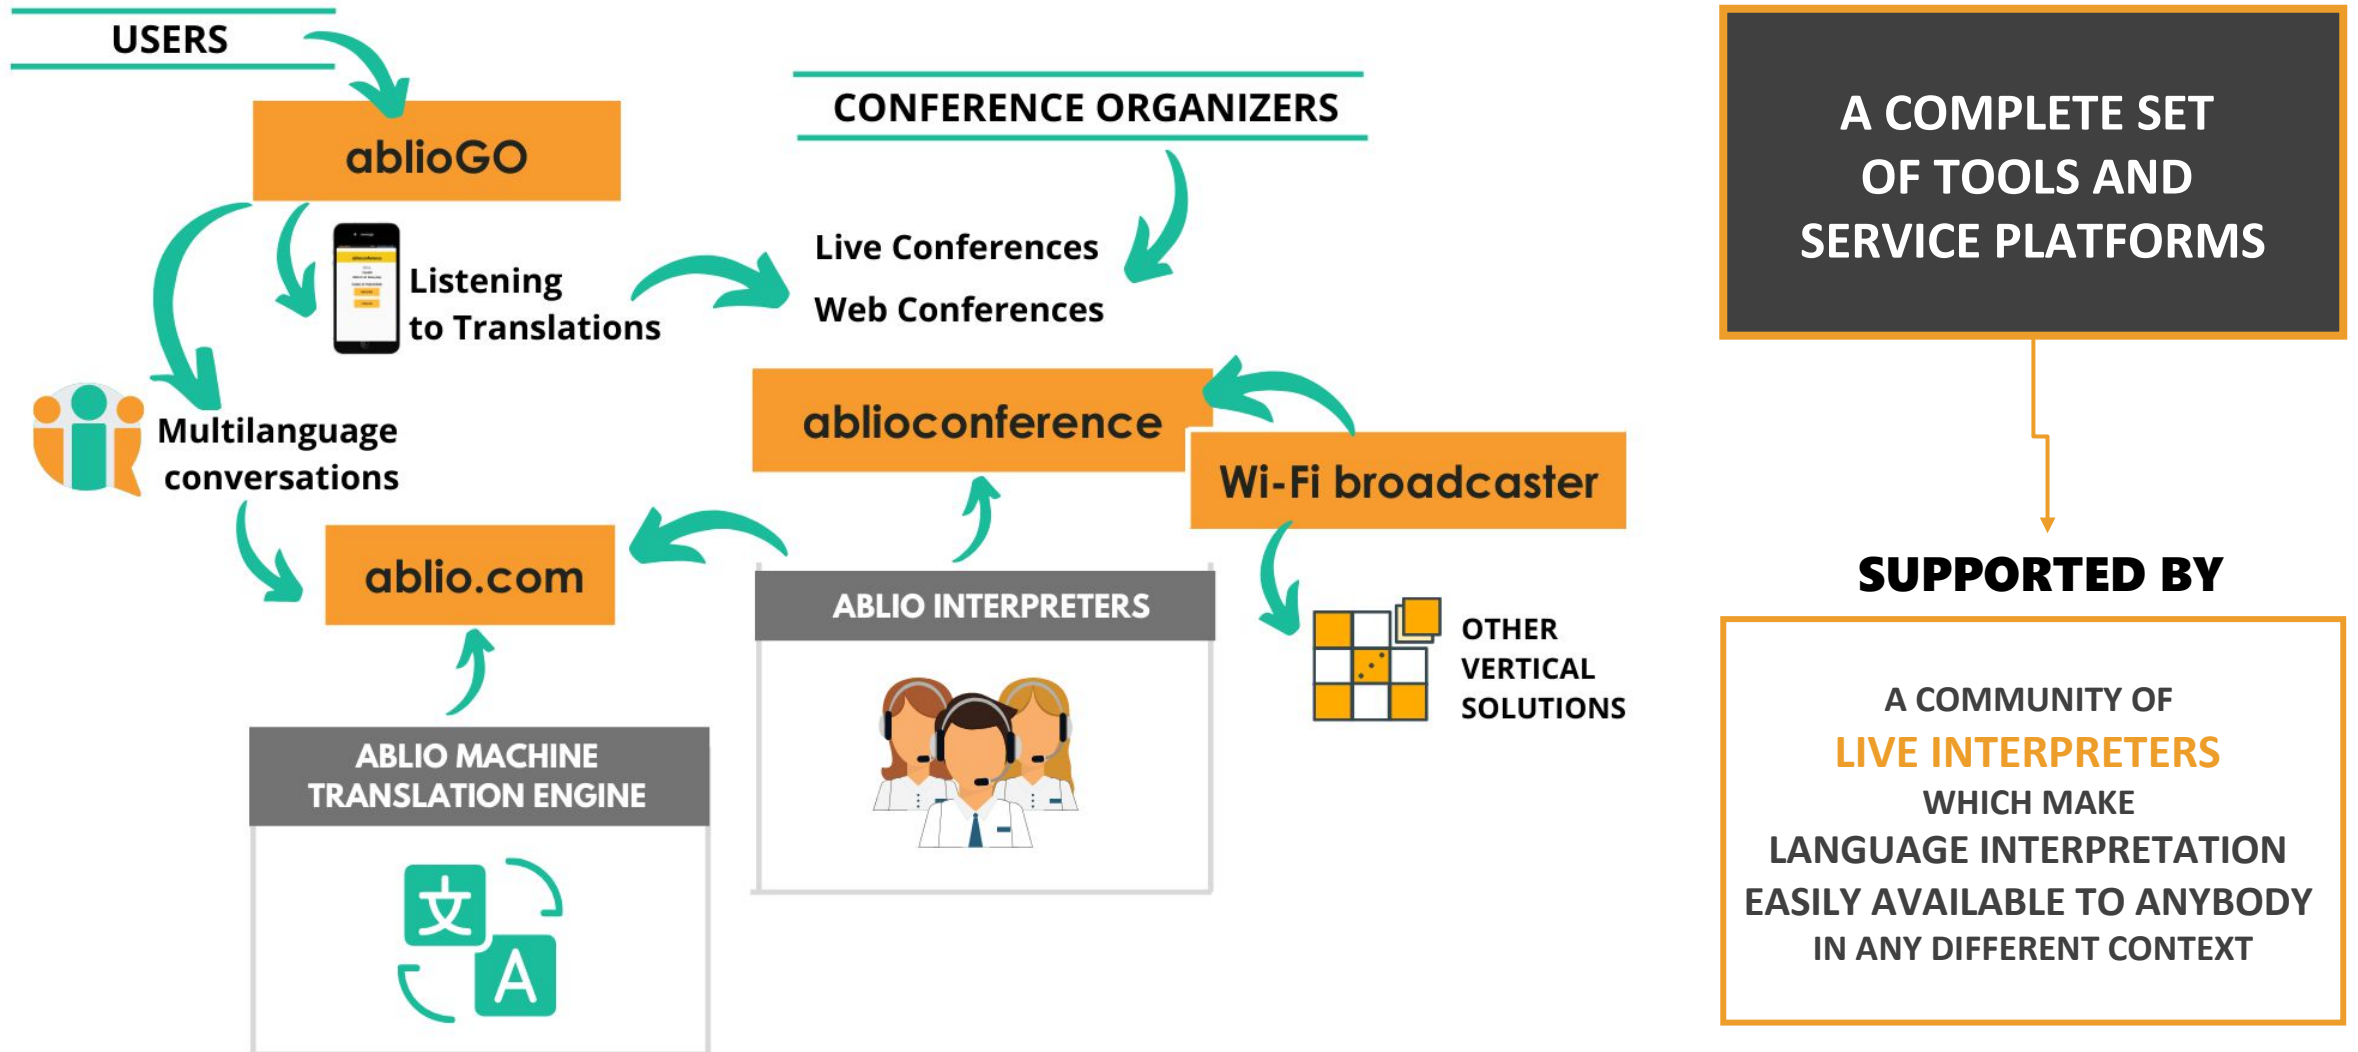 USERS
ablioGO
Listening
to Translations
Multilanguage
conversations
ablio.com
ABLIO MACHINE
TRANSLATION ENGINE
文
A
CONFERENCE ORGANIZERS
Live Conferences
Web Conferences
ablioconference
Wi-Fi broadcaster
ABLIO INTERPRETERS
OTHER
VERTICAL
SOLUTIONS
A COMPLETE SET
OF TOOLS AND
SERVICE PLATFORMS
SUPPORTED BY
A COMMUNITY OF
LIVE INTERPRETERS
WHICH MAKE
LANGUAGE INTERPRETATION
EASILY AVAILABLE TO ANYBODY
IN ANY DIFFERENT CONTEXT